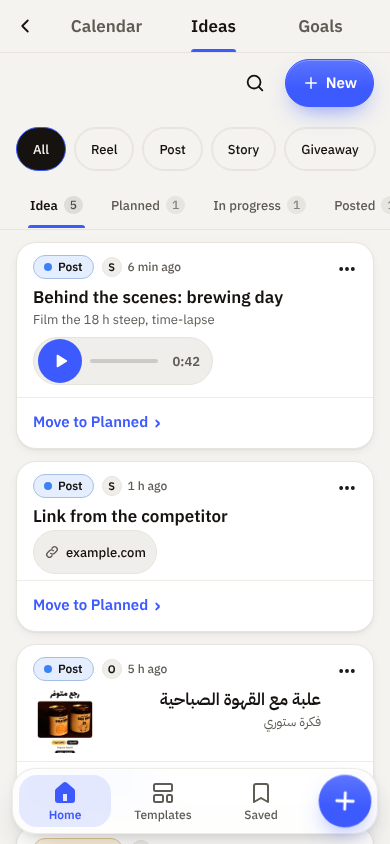 Calendar
Ideas
Goals
New
All
Reel
Post
Story
Giveaway
Idea 5
Planned 1
In progress 1
Posted
Post S 6 min ago
Behind the scenes: brewing day
Film the 18 h steep, time-lapse
0:42
Move to Planned ›
Post S 1 h ago
Link from the competitor
example.com
Move to Planned ›
Post O 5 h ago
رجع متوفر
علبة مع القهوة الصباحية
فكرة ستوري
Home
Templates
Saved